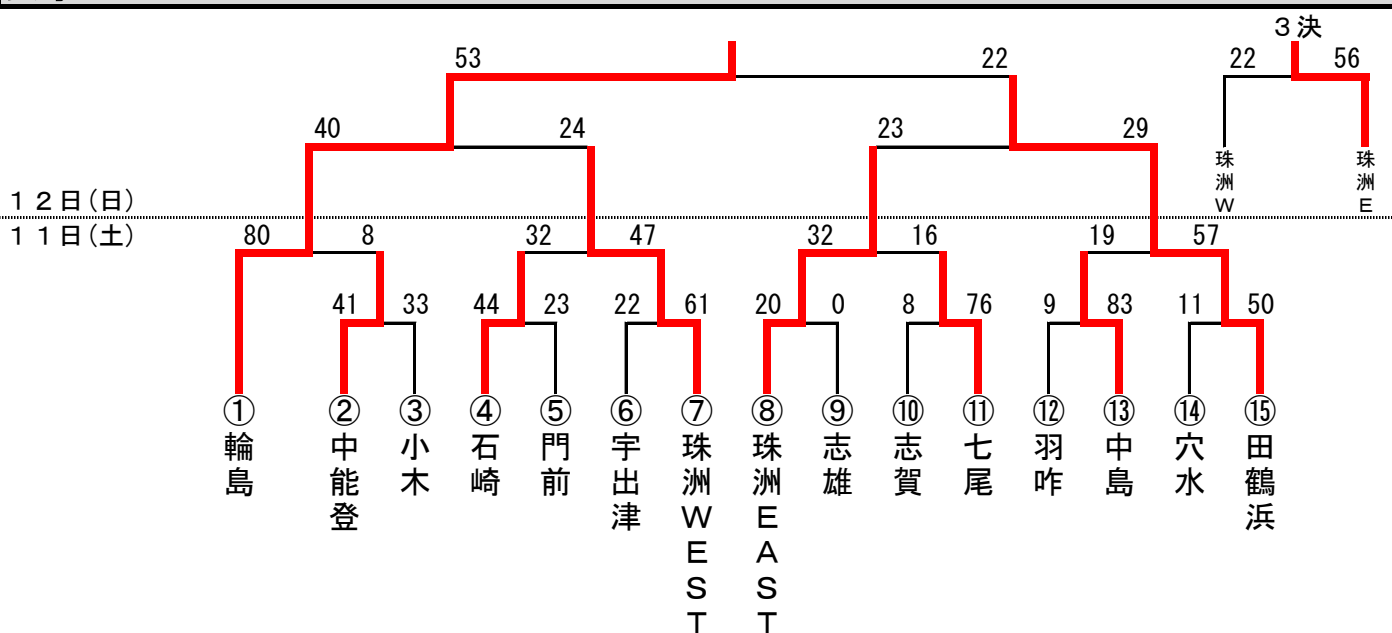 ３決
53 22 22 56
40 24 23 29
珠洲Ｗ 珠洲Ｅ
１２日（日）
１１日（土）
80 8 32 47 32 16 19 57
41 33 44 23 22 61 20 0 8 76 9 83 11 50
① ② ③ ④ ⑤ ⑥ ⑦ ⑧ ⑨ ⑩ ⑪ ⑫ ⑬ ⑭ ⑮
輪島
中能登
小木
石崎
門前
宇出津
珠洲ＷＥＳＴ
珠洲ＥＡＳＴ
志雄
志賀
七尾
羽咋
中島
穴水
田鶴浜